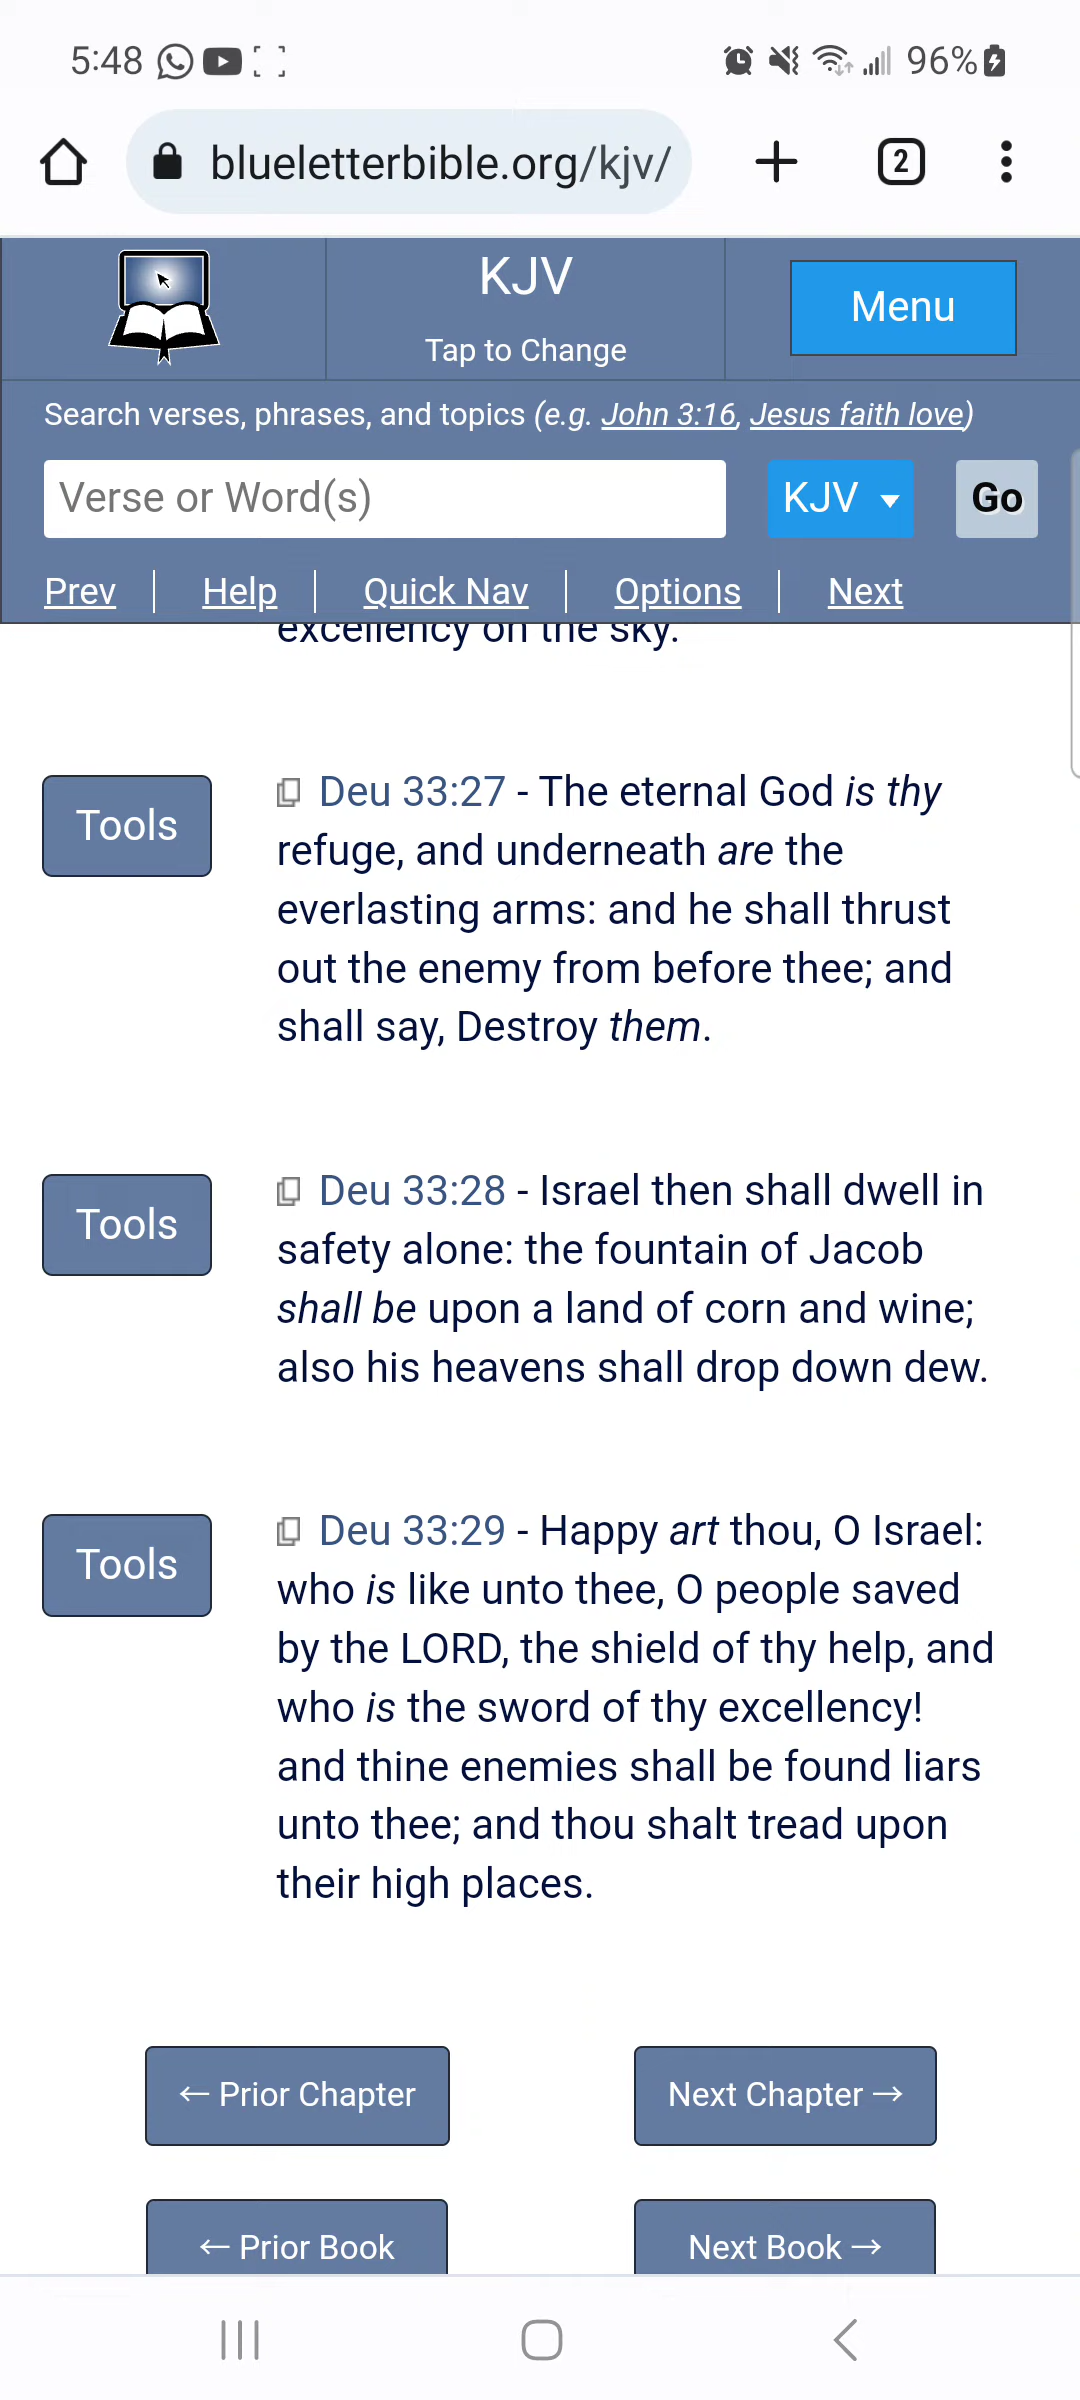 5:48 96%
blueletterbible.org/kjv/ 2
KJV
Tap to Change
Menu
Search verses, phrases, and topics (e.g. John 3:16, Jesus faith love)
Verse or Word(s) KJV Go
Prev Help Quick Nav Options Next
excellency on the sky.
Tools
Deu 33:27 - The eternal God is thy
refuge, and underneath are the
everlasting arms: and he shall thrust
out the enemy from before thee; and
shall say, Destroy them.
Tools
Deu 33:28 - Israel then shall dwell in
safety alone: the fountain of Jacob
shall be upon a land of corn and wine;
also his heavens shall drop down dew.
Tools
Deu 33:29 - Happy art thou, O Israel:
who is like unto thee, O people saved
by the LORD, the shield of thy help, and
who is the sword of thy excellency!
and thine enemies shall be found liars
unto thee; and thou shalt tread upon
their high places.
← Prior Chapter Next Chapter →
← Prior Book Next Book →